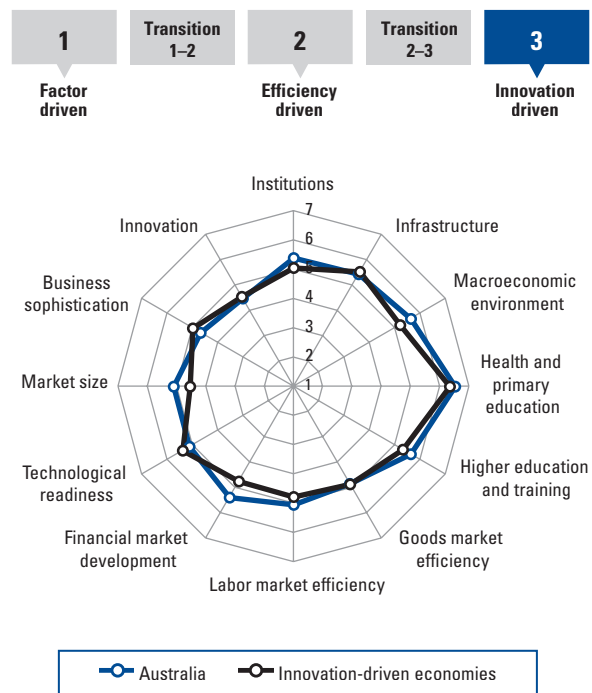 1
Transition
1–2
2
Transition
2–3
3
Factor
driven
Efficiency
driven
Innovation
driven
Institutions
Innovation
Infrastructure
Business
sophistication
Macroeconomic
environment
Market size
Health and
primary
education
Technological
readiness
Higher education
and training
Financial market
development
Goods market
efficiency
Labor market efficiency
7
6
5
4
3
2
1
Australia
Innovation-driven economies